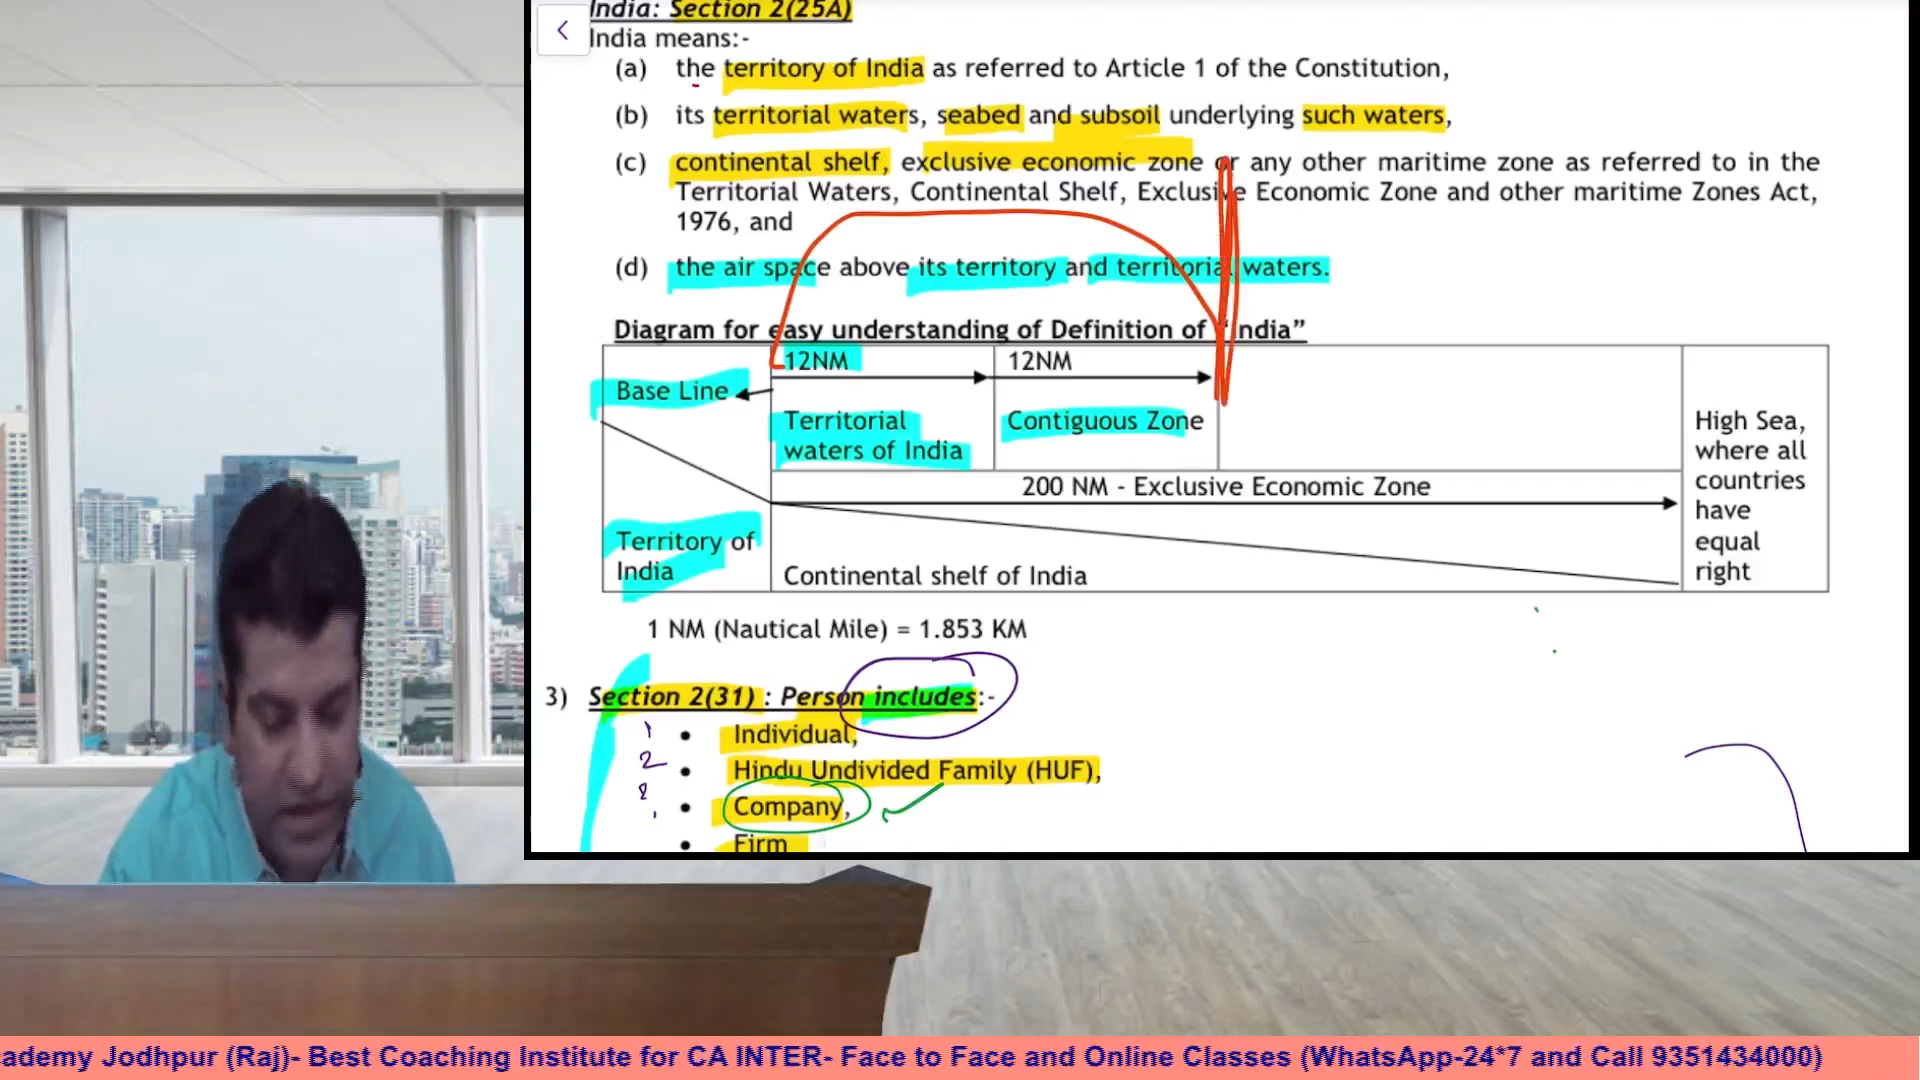 India: Section 2(25A)
India means:-
(a) the territory of India as referred to Article 1 of the Constitution,
(b) its territorial waters, seabed and subsoil underlying such waters,
(c) continental shelf, exclusive economic zone or any other maritime zone as referred to in the
Territorial Waters, Continental Shelf, Exclusive Economic Zone and other maritime Zones Act,
1976, and
(d) the air space above its territory and territorial waters.
Diagram for easy understanding of Definition of "India"
12NM
12NM
Base Line
Territorial
waters of India
Contiguous Zone
200 NM - Exclusive Economic Zone
Territory of
India
Continental shelf of India
High Sea,
where all
countries
have
equal
right
1 NM (Nautical Mile) = 1.853 KM
3) Section 2(31) : Person includes:-
1 • Individual,
2 • Hindu Undivided Family (HUF),
• Company,
• Firm
cademy Jodhpur (Raj)- Best Coaching Institute for CA INTER- Face to Face and Online Classes (WhatsApp-24*7 and Call 9351434000)